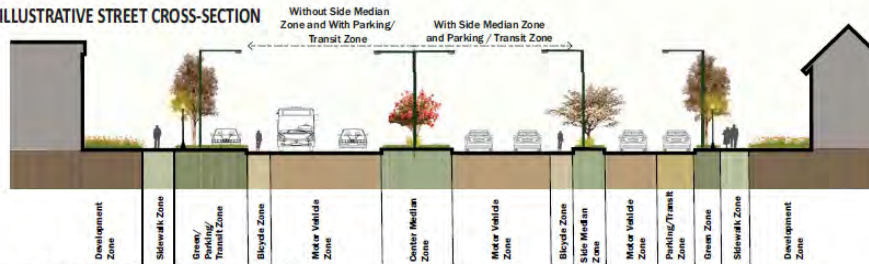 ILLUSTRATIVE STREET CROSS-SECTION
Without Side Median
Zone and With Parking/
Transit Zone
With Side Median Zone
and Parking / Transit Zone
Development
Zone
Sidewalk Zone
Green/
Parking/
Transit Zone
Bicycle Zone
Motor Vehicle
Zone
Center Median
Zone
Motor Vehicle
Zone
Bicycle Zone
Side Median
Zone
Motor Vehicle
Zone
Parking/Transit
Zone
Green Zone
Sidewalk Zone
Development
Zone